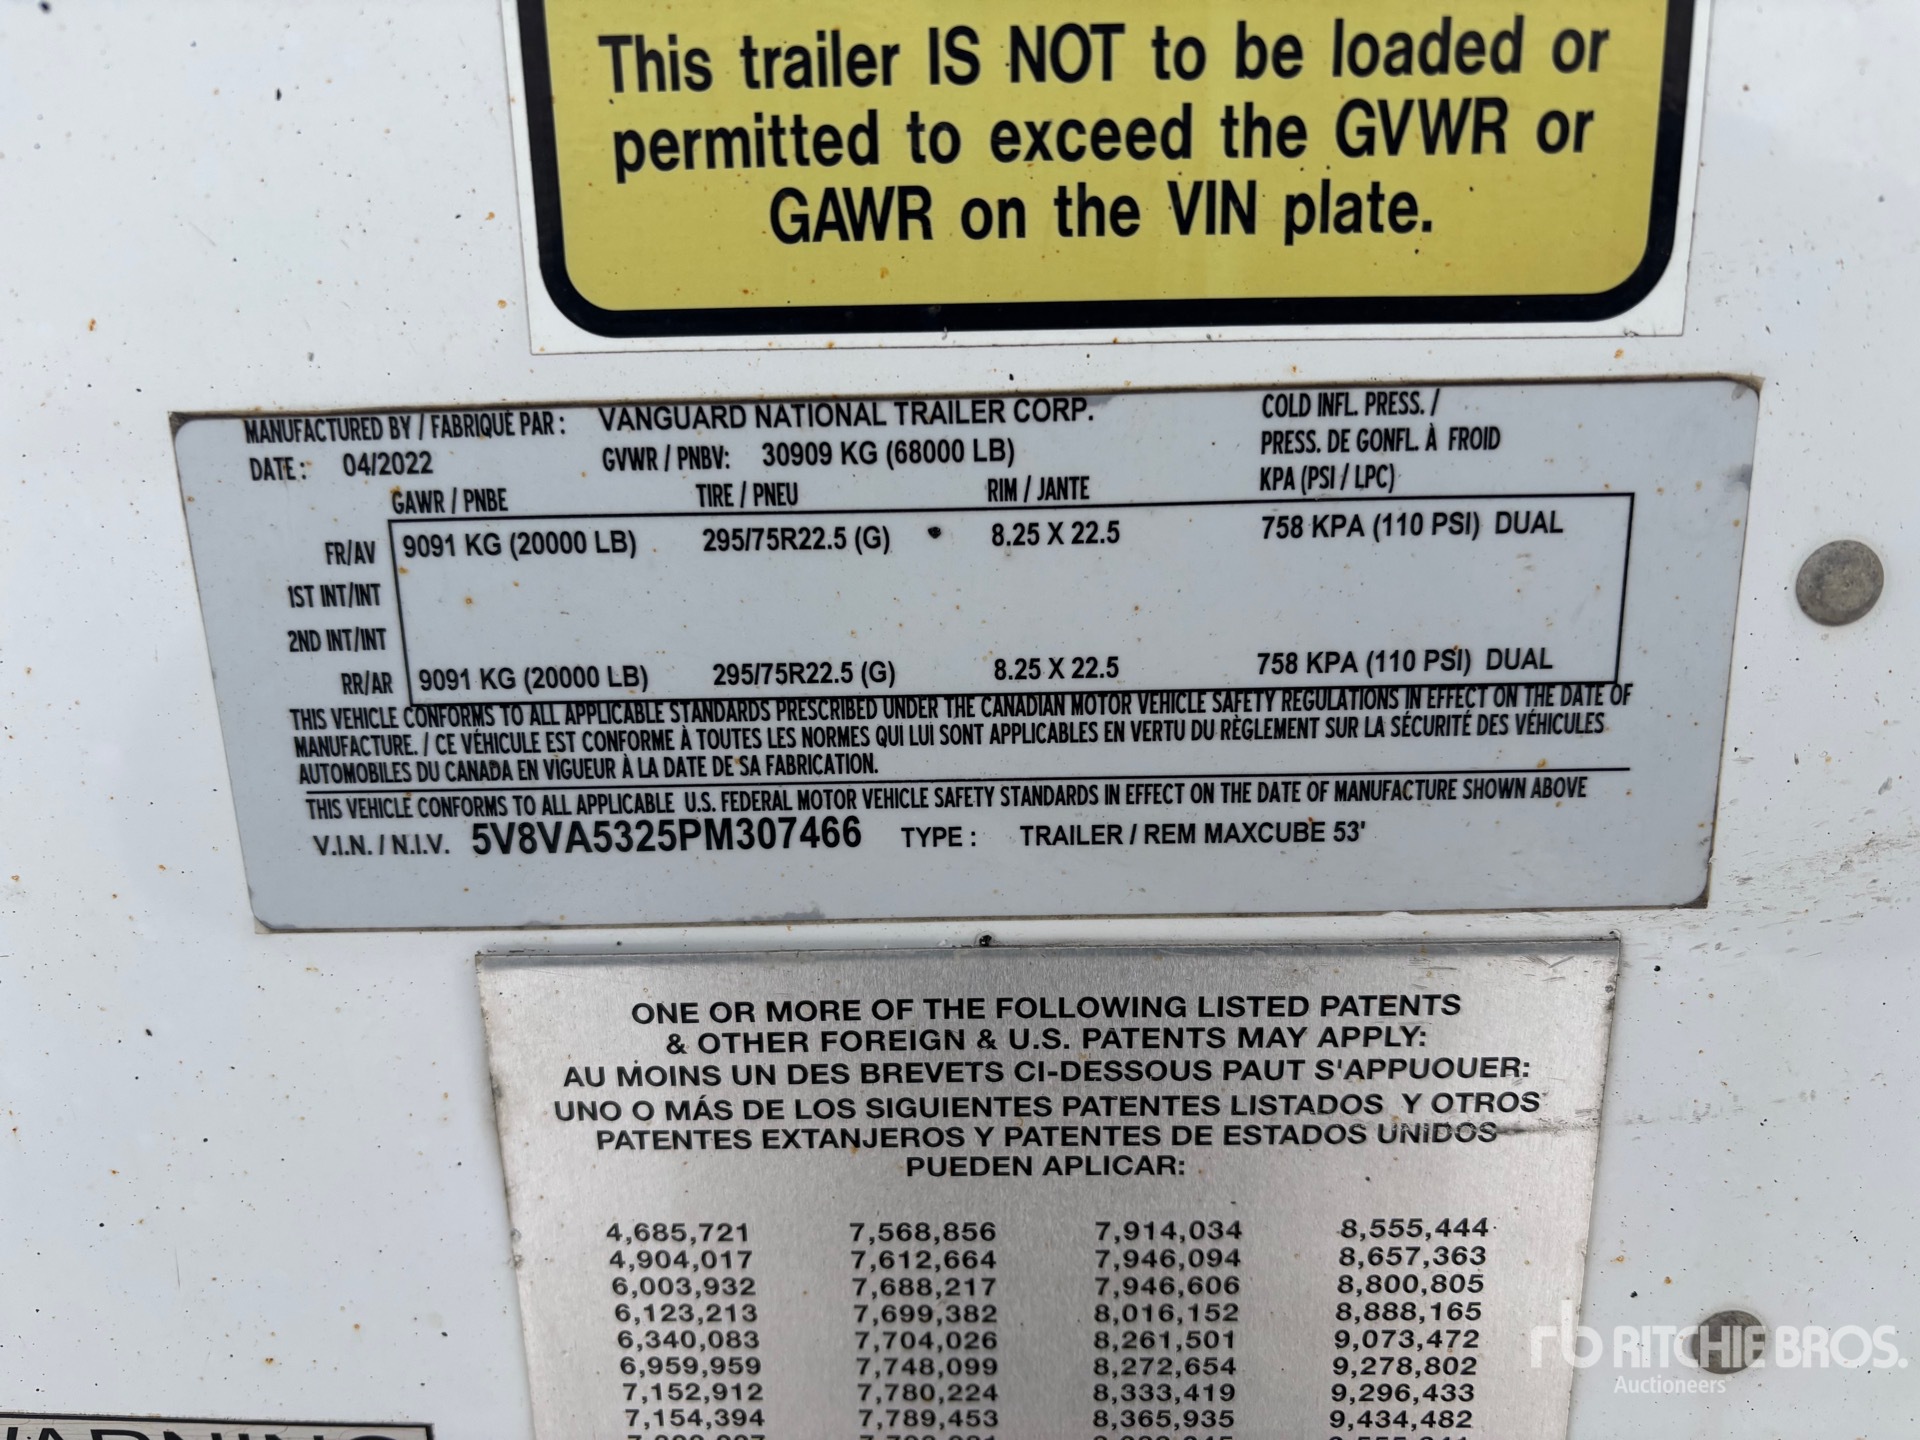 This trailer IS NOT to be loaded or
permitted to exceed the GVWR or
GAWR on the VIN plate.
MANUFACTURED BY / FABRIQUÉ PAR : VANGUARD NATIONAL TRAILER CORP. COLD INFL. PRESS. /
DATE : 04/2022 GVWR / PNBV: 30909 KG (68000 LB) PRESS. DE GONFL. À FROID
GAWR / PNBE TIRE / PNEU RIM / JANTE KPA (PSI / LPC)
FR/AV 9091 KG (20000 LB) 295/75R22.5 (G) 8.25 X 22.5 758 KPA (110 PSI) DUAL
1ST INT/INT
2ND INT/INT
RR/AR 9091 KG (20000 LB) 295/75R22.5 (G) 8.25 X 22.5 758 KPA (110 PSI) DUAL
THIS VEHICLE CONFORMS TO ALL APPLICABLE STANDARDS PRESCRIBED UNDER THE CANADIAN MOTOR VEHICLE SAFETY REGULATIONS IN EFFECT ON THE DATE OF
MANUFACTURE. / CE VÉHICULE EST CONFORME À TOUTES LES NORMES QUI LUI SONT APPLICABLES EN VERTU DU RÈGLEMENT SUR LA SÉCURITÉ DES VÉHICULES
AUTOMOBILES DU CANADA EN VIGUEUR À LA DATE DE SA FABRICATION.
THIS VEHICLE CONFORMS TO ALL APPLICABLE U.S. FEDERAL MOTOR VEHICLE SAFETY STANDARDS IN EFFECT ON THE DATE OF MANUFACTURE SHOWN ABOVE
V.I.N. / N.I.V. 5V8VA5325PM307466 TYPE : TRAILER / REM MAXCUBE 53'
ONE OR MORE OF THE FOLLOWING LISTED PATENTS
& OTHER FOREIGN & U.S. PATENTS MAY APPLY:
AU MOINS UN DES BREVETS CI-DESSOUS PAUT S'APPUOUER:
UNO O MÁS DE LOS SIGUIENTES PATENTES LISTADOS Y OTROS
PATENTES EXTANJEROS Y PATENTES DE ESTADOS UNIDOS
PUEDEN APLICAR:
4,685,721 7,568,856 7,914,034 8,555,444
4,904,017 7,612,664 7,946,094 8,657,363
6,003,932 7,688,217 7,946,606 8,800,805
6,123,213 7,699,382 8,016,152 8,888,165
6,340,083 7,704,026 8,261,501 9,073,472
6,959,959 7,748,099 8,272,654 9,278,802
7,152,912 7,780,224 8,333,419 9,296,433
7,154,394 7,789,453 8,365,935 9,434,482
rb RITCHIE BROS.
Auctioneers